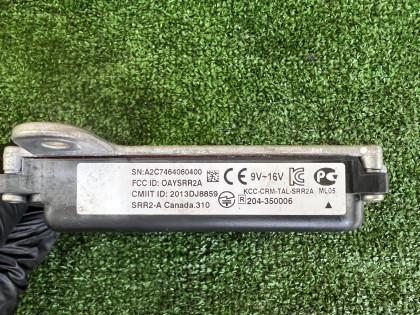 SN:A2C7464060400 CE 9V~16V
FCC ID: OAYSRR2A KCC-CRM-TAL-SRR2A ML05
CMIIT ID: 2013DJ8859
SRR2-A Canada.310 R 204-350006